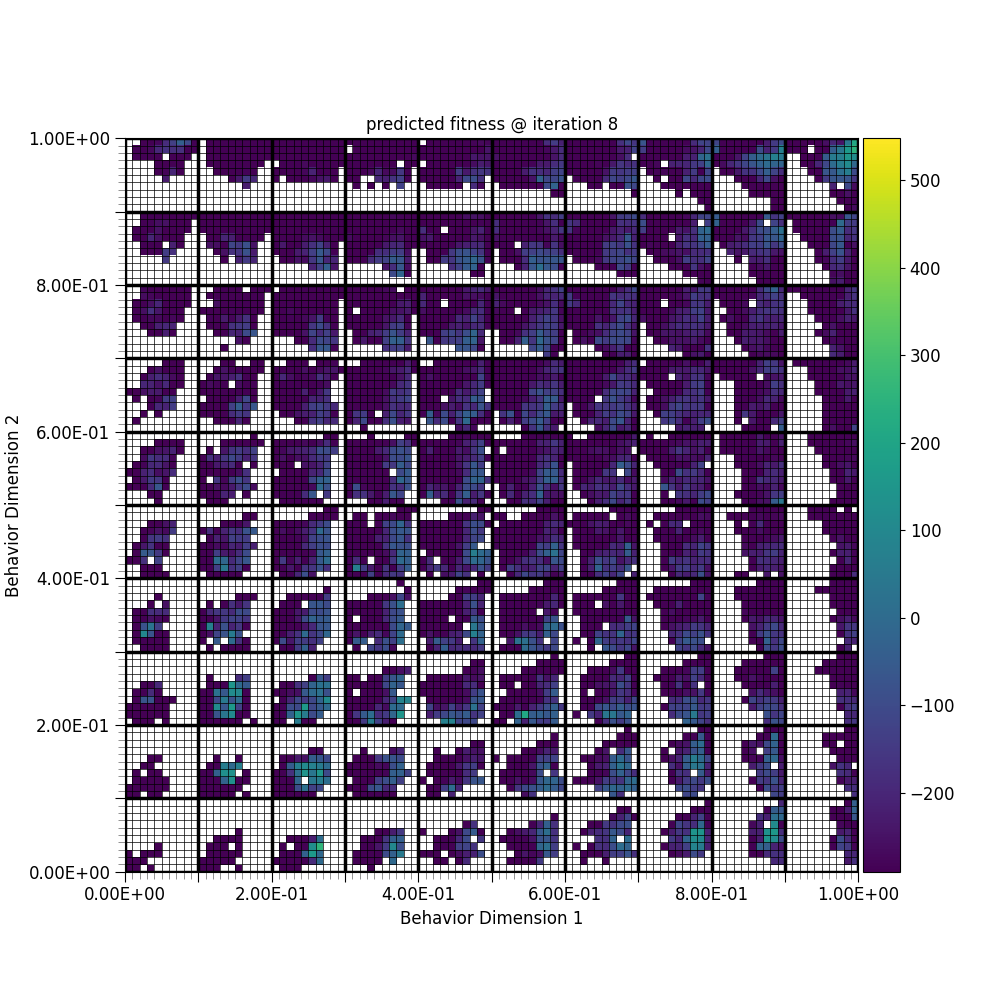 predicted fitness @ iteration 8
1.00E+00
8.00E-01
6.00E-01
4.00E-01
2.00E-01
0.00E+00
Behavior Dimension 2
0.00E+00 2.00E-01 4.00E-01 6.00E-01 8.00E-01 1.00E+00
Behavior Dimension 1
500
400
300
200
100
0
−100
−200